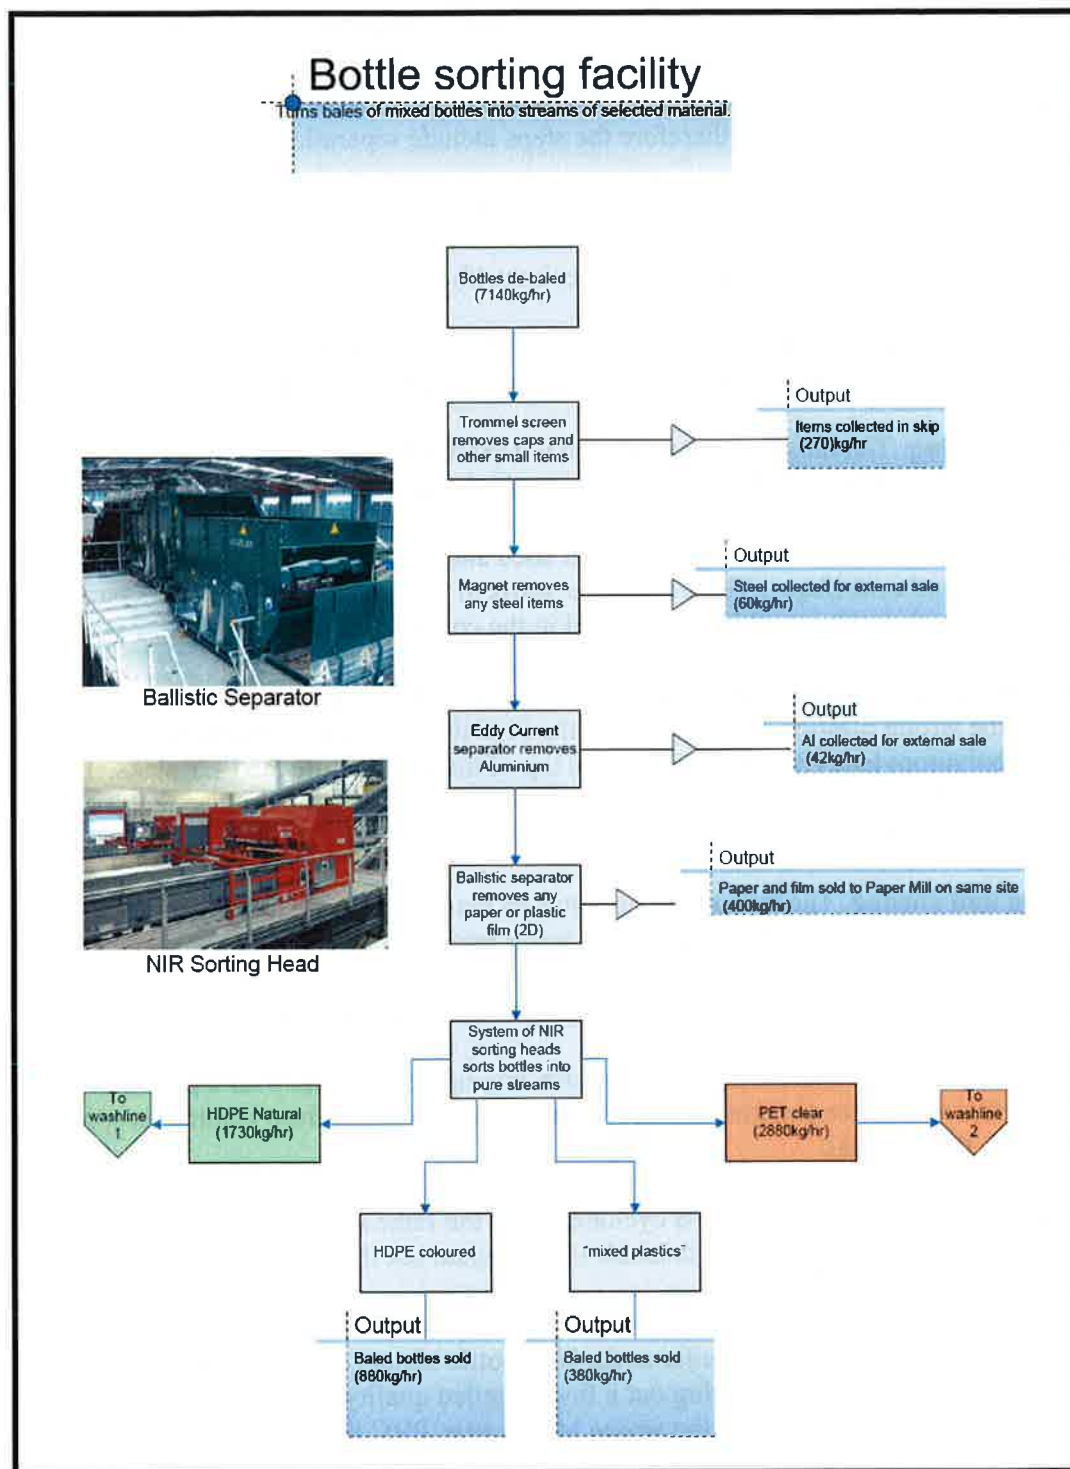 Bottle sorting facility
Turns bales of mixed bottles into streams of selected material.
therefore the steps include separat
Bottles de-baled
(7140kg/hr)
Trommel screen
removes caps and
other small items
Output
Items collected in skip
(270)kg/hr
Magnet removes
any steel items
Output
Steel collected for external sale
(60kg/hr)
Ballistic Separator
Eddy Current
separator removes
Aluminium
Output
Al collected for external sale
(42kg/hr)
Ballistic separator
removes any
paper or plastic
film (2D)
Output
Paper and film sold to Paper Mill on same site
(400kg/hr)
NIR Sorting Head
System of NIR
sorting heads
sorts bottles into
pure streams
To
washline
1
HDPE Natural
(1730kg/hr)
PET clear
(2880kg/hr)
To
washline
2
HDPE coloured
"mixed plastics"
Output
Baled bottles sold
(880kg/hr)
Output
Baled bottles sold
(380kg/hr)